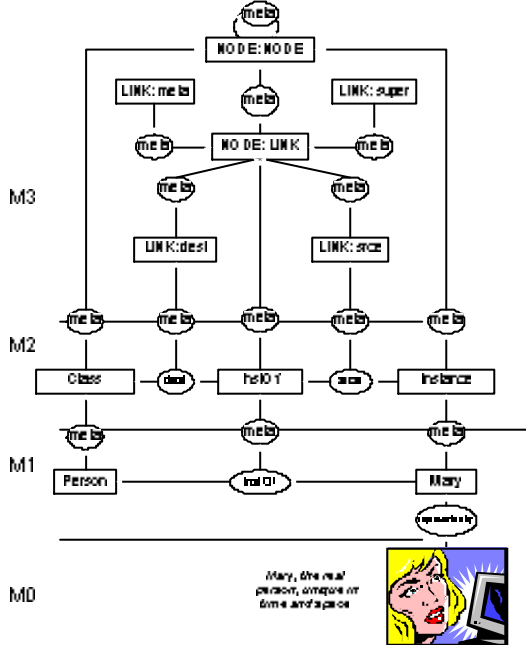 meta
NODE:NODE
LINK:meta
meta
LINK:super
meta
NODE:LINK
meta
meta
meta
M3
LINK:dest
LINK:srce
meta
meta
meta
meta
meta
M2
Class
dest
InstOf
srce
Instance
meta
meta
meta
M1
Person
InstOf
Mary
M0
Mary, the real
person, unique in
time and space